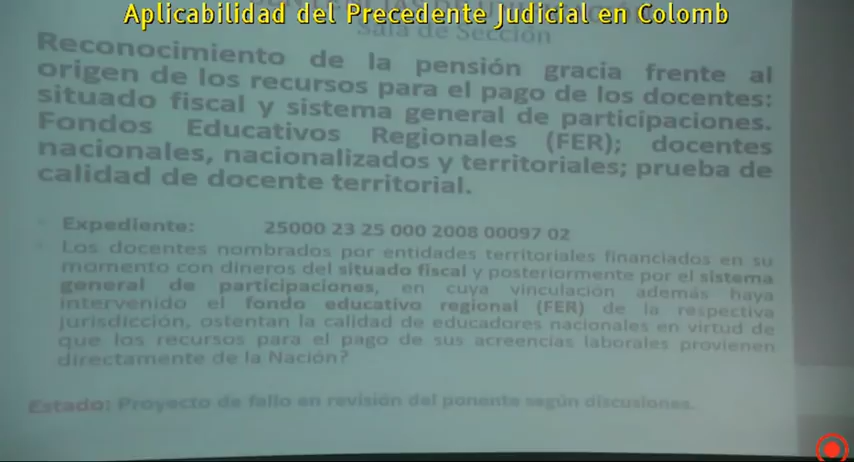 Aplicabilidad del Precedente Judicial en Colomb
Sala de Sección
Reconocimiento de la pensión gracia frente al
origen de los recursos para el pago de los docentes:
situado fiscal y sistema general de participaciones.
Fondos Educativos Regionales (FER); docentes
nacionales, nacionalizados y territoriales; prueba de
calidad de docente territorial.
Expediente: 25000 23 25 000 2008 00097 02
Los docentes nombrados por entidades territoriales financiados en su
momento con dineros del situado fiscal y posteriormente por el sistema
general de participaciones, en cuya vinculación además haya
intervenido el fondo educativo regional (FER) de la respectiva
jurisdicción, ostentan la calidad de educadores nacionales en virtud de
que los recursos para el pago de sus acreencias laborales provienen
directamente de la Nación?
Estado: Proyecto de fallo en revisión del ponente según discusiones.